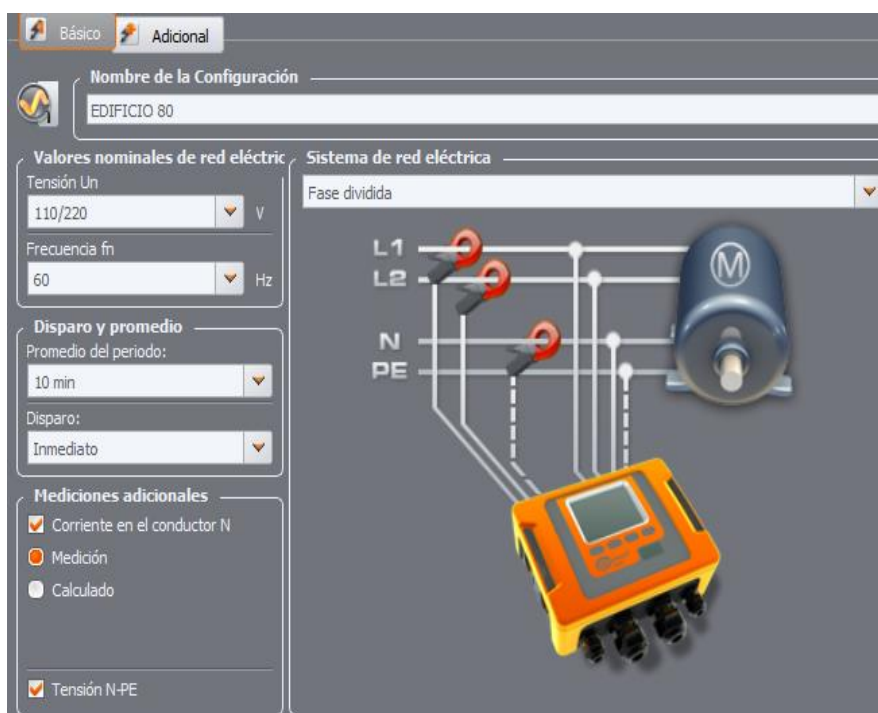 Básico
Adicional
Nombre de la Configuración
EDIFICIO 80
Valores nominales de red eléctric
Tensión Un
110/220
V
Frecuencia fn
60
Hz
Disparo y promedio
Promedio del periodo:
10 min
Disparo:
Inmediato
Mediciones adicionales
Corriente en el conductor N
Medición
Calculado
Tensión N-PE
Sistema de red eléctrica
Fase dividida
L1
L2
N
PE
M